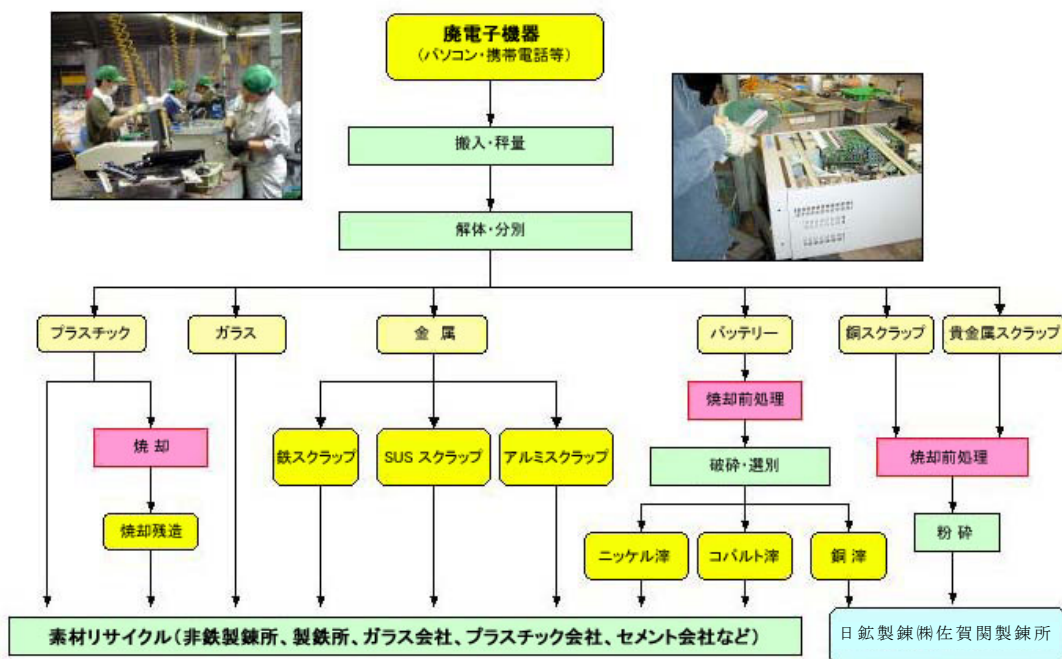 廃電子機器
(パソコン・携帯電話等)
搬入・秤量
解体・分別
プラスチック
ガラス
金 属
バッテリー
銅スクラップ
貴金属スクラップ
焼却前処理
焼 却
鉄スクラップ
SUS スクラップ
アルミスクラップ
破砕・選別
焼却前処理
焼却残造
粉 砕
ニッケル滓
コバルト滓
銅 滓
素材リサイクル(非鉄製錬所、製鉄所、ガラス会社、プラスチック会社、セメント会社など)
日鉱製錬㈱佐賀関製錬所